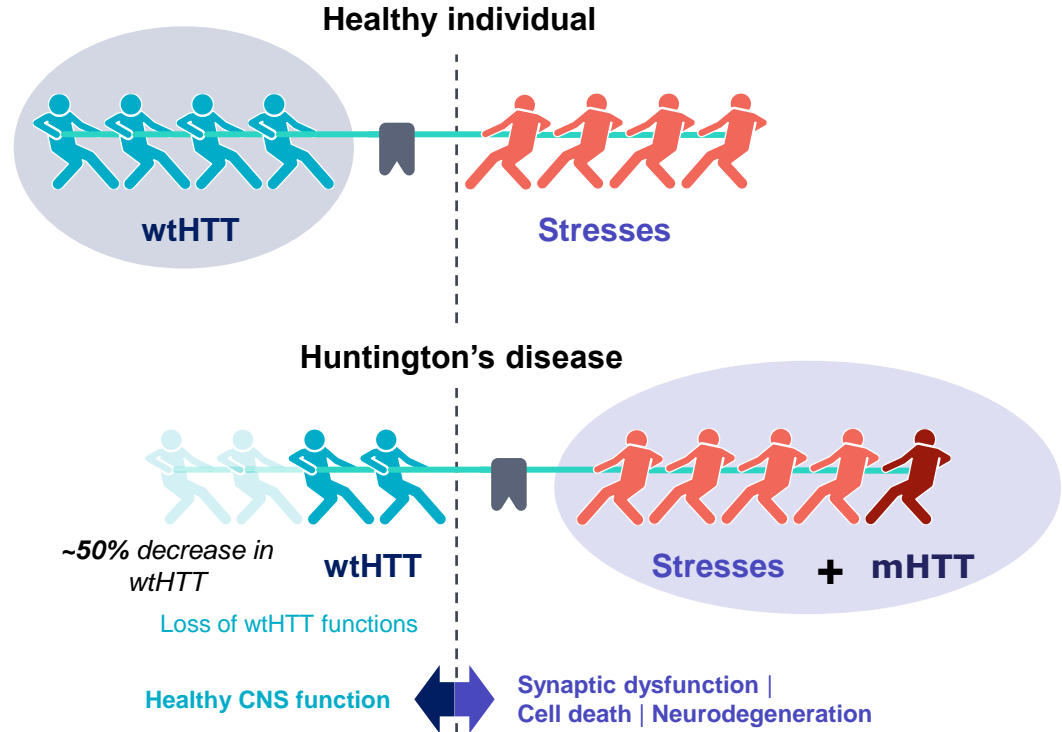 Healthy individual
wtHTT
Stresses
Huntington's disease
~50% decrease in
wtHTT
wtHTT
Stresses + mHTT
Loss of wtHTT functions
Healthy CNS function
Synaptic dysfunction |
Cell death | Neurodegeneration